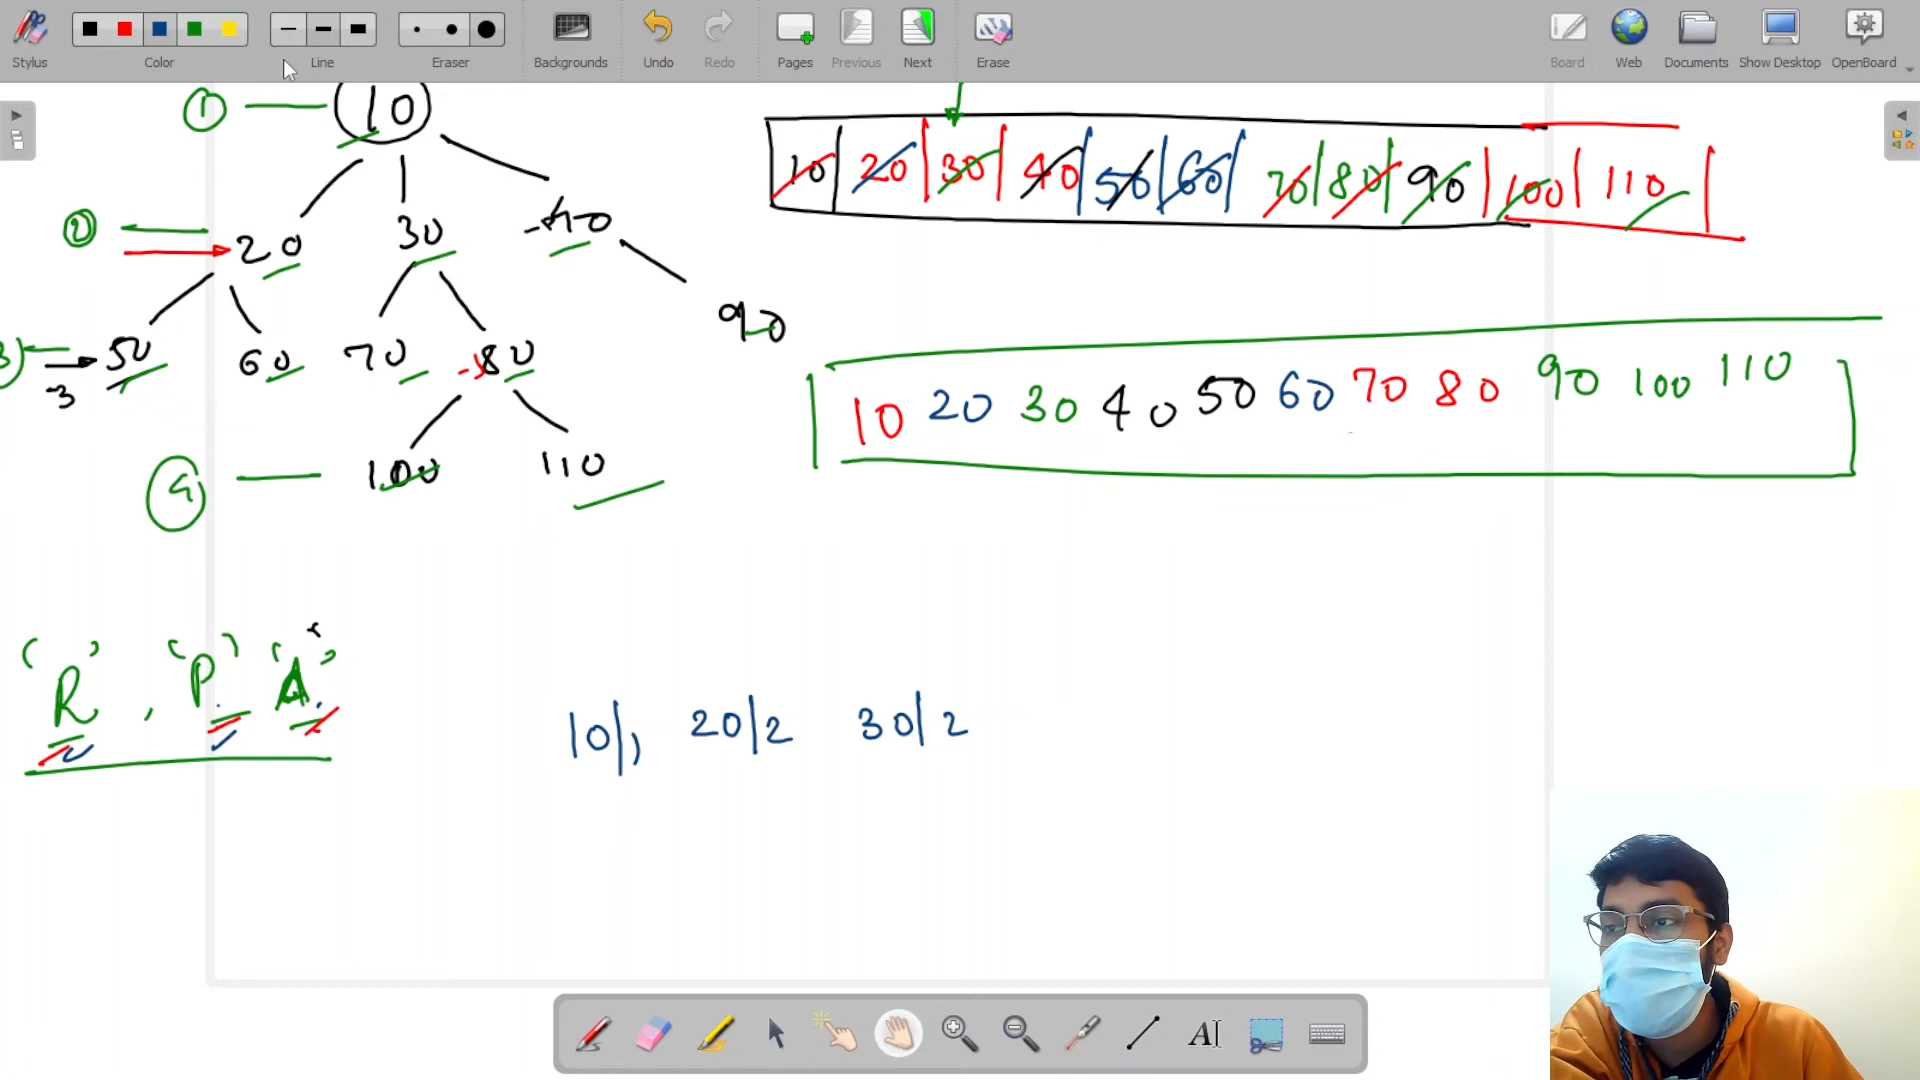 Stylus Color Line Eraser Backgrounds Undo Redo Pages Previous Next Erase Board Web Documents Show Desktop OpenBoard
① 10
② 20 30 40
50 60 70 80 90
3
④ 100 110
10 20 30 40 50 60 70 80 90 100 110
10 20 30 40 50 60 70 80 90 100 110
'R', 'P' 'A'
10|, 20|2 30|2
AI